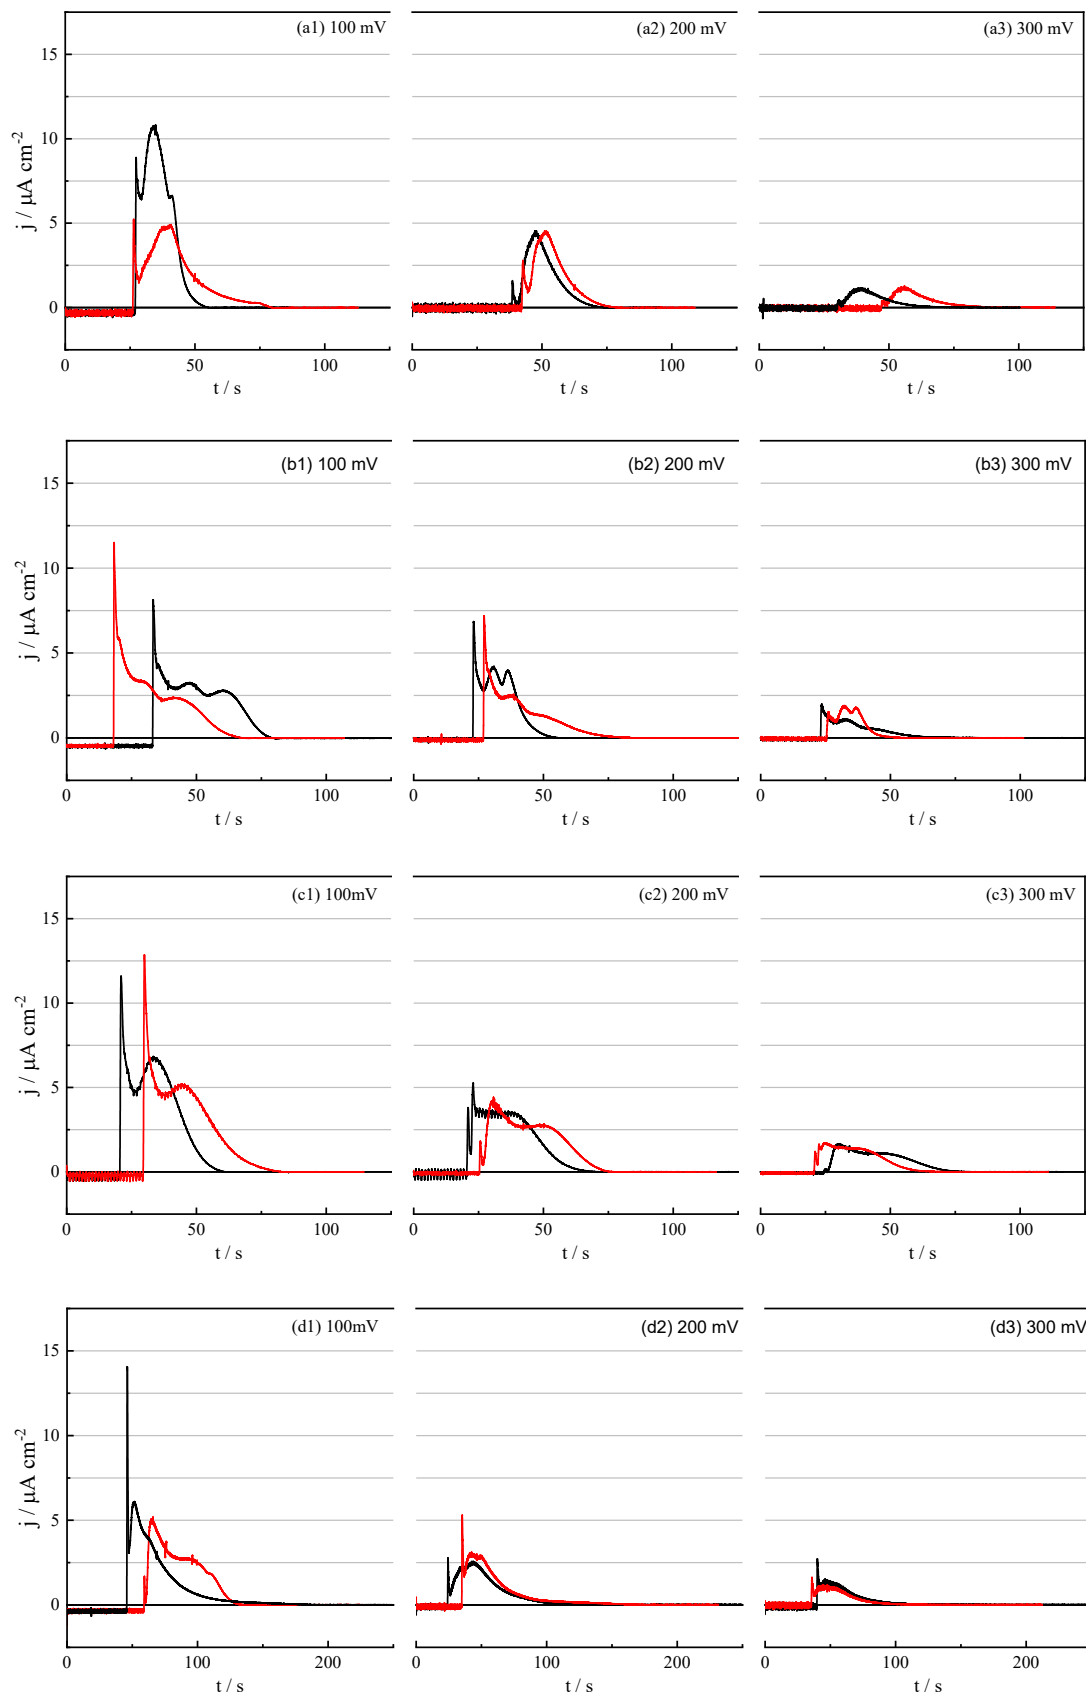 (a1) 100 mV
(a2) 200 mV
(a3) 300 mV
15
10
5
0
j / µA cm-2
0 50 100
0 50 100
0 50 100
t / s
t / s
t / s
(b1) 100 mV
(b2) 200 mV
(b3) 300 mV
15
10
5
0
j / µA cm-2
0 50 100
0 50 100
0 50 100
t / s
t / s
t / s
(c1) 100mV
(c2) 200 mV
(c3) 300 mV
15
10
5
0
j / µA cm-2
0 50 100
0 50 100
0 50 100
t / s
t / s
t / s
(d1) 100mV
(d2) 200 mV
(d3) 300 mV
15
10
5
0
j / µA cm-2
0 100 200
0 100 200
0 100 200
t / s
t / s
t / s